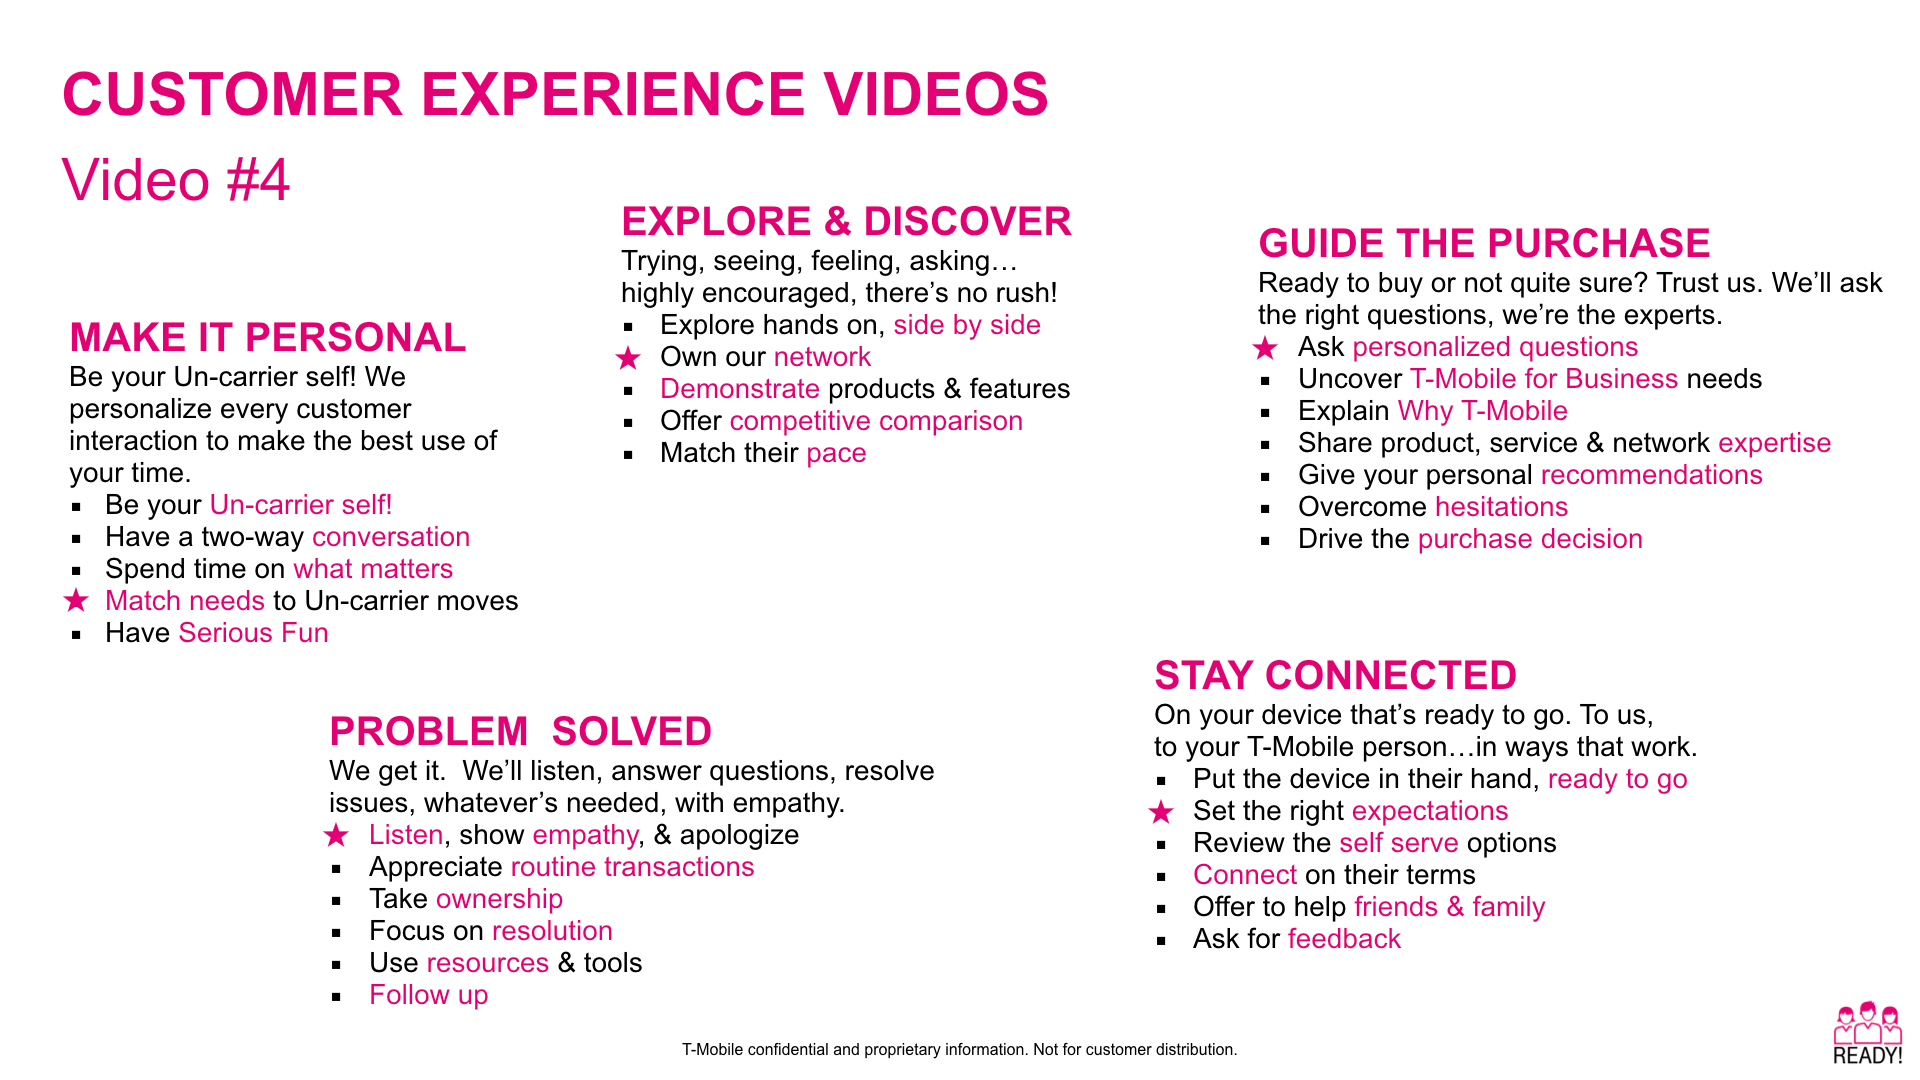 CUSTOMER EXPERIENCE VIDEOS
Video #4
MAKE IT PERSONAL
Be your Un-carrier self! We
personalize every customer
interaction to make the best use of
your time.
▪ Be your Un-carrier self!
▪ Have a two-way conversation
▪ Spend time on what matters
★ Match needs to Un-carrier moves
▪ Have Serious Fun
EXPLORE & DISCOVER
Trying, seeing, feeling, asking…
highly encouraged, there’s no rush!
▪ Explore hands on, side by side
★ Own our network
▪ Demonstrate products & features
▪ Offer competitive comparison
▪ Match their pace
GUIDE THE PURCHASE
Ready to buy or not quite sure? Trust us. We’ll ask
the right questions, we’re the experts.
★ Ask personalized questions
▪ Uncover T-Mobile for Business needs
▪ Explain Why T-Mobile
▪ Share product, service & network expertise
▪ Give your personal recommendations
▪ Overcome hesitations
▪ Drive the purchase decision
PROBLEM  SOLVED
We get it.  We’ll listen, answer questions, resolve
issues, whatever’s needed, with empathy.
★ Listen, show empathy, & apologize
▪ Appreciate routine transactions
▪ Take ownership
▪ Focus on resolution
▪ Use resources & tools
▪ Follow up
STAY CONNECTED
On your device that’s ready to go. To us,
to your T-Mobile person…in ways that work.
▪ Put the device in their hand, ready to go
★ Set the right expectations
▪ Review the self serve options
▪ Connect on their terms
▪ Offer to help friends & family
▪ Ask for feedback
T-Mobile confidential and proprietary information. Not for customer distribution.
READY!